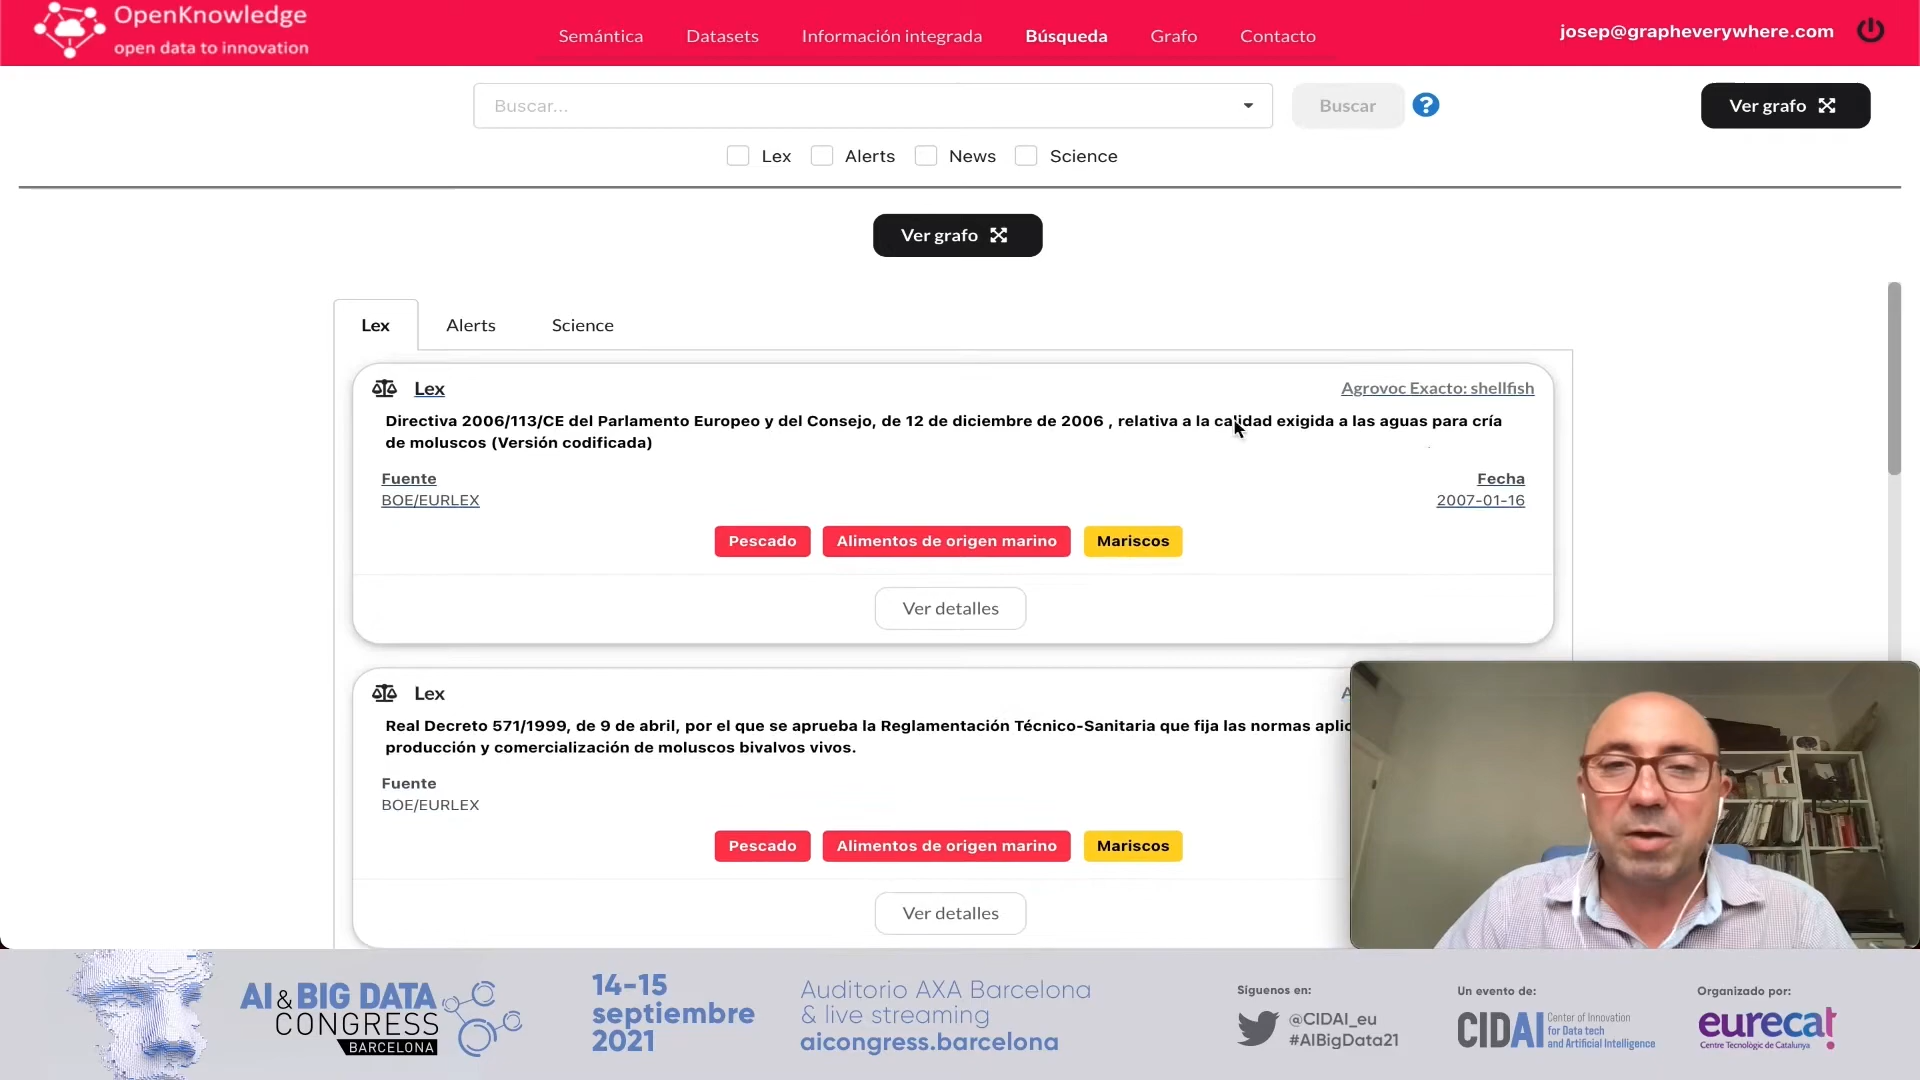 OpenKnowledge
open data to innovation
Semántica Datasets Información integrada Búsqueda Grafo Contacto
josep@grapheverywhere.com
Buscar...
Buscar
?
Ver grafo
Lex Alerts News Science
Ver grafo
Lex Alerts Science
Lex
Agrovoc Exacto: shellfish
Directiva 2006/113/CE del Parlamento Europeo y del Consejo, de 12 de diciembre de 2006 , relativa a la calidad exigida a las aguas para cría
de moluscos (Versión codificada)
Fuente
Fecha
BOE/EURLEX
2007-01-16
Pescado Alimentos de origen marino Mariscos
Ver detalles
Lex
A
Real Decreto 571/1999, de 9 de abril, por el que se aprueba la Reglamentación Técnico-Sanitaria que fija las normas aplic
producción y comercialización de moluscos bivalvos vivos.
Fuente
BOE/EURLEX
Pescado Alimentos de origen marino Mariscos
Ver detalles
AI & BIG DATA
CONGRESS
BARCELONA
14-15
septiembre
2021
Auditorio AXA Barcelona
& live streaming
aicongress.barcelona
Síguenos en:
@CIDAI_eu
#AIBigData21
Un evento de:
CIDAI
Center of Innovation
for Data tech
and Artificial Intelligence
Organizado por:
eurecat
Centre Tecnològic de Catalunya